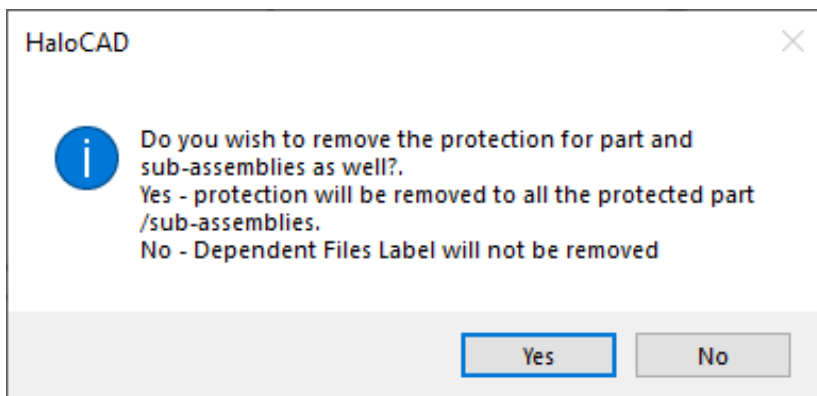 HaloCAD
Do you wish to remove the protection for part and
sub-assemblies as well?.
Yes - protection will be removed to all the protected part
/sub-assemblies.
No - Dependent Files Label will not be removed
Yes
No